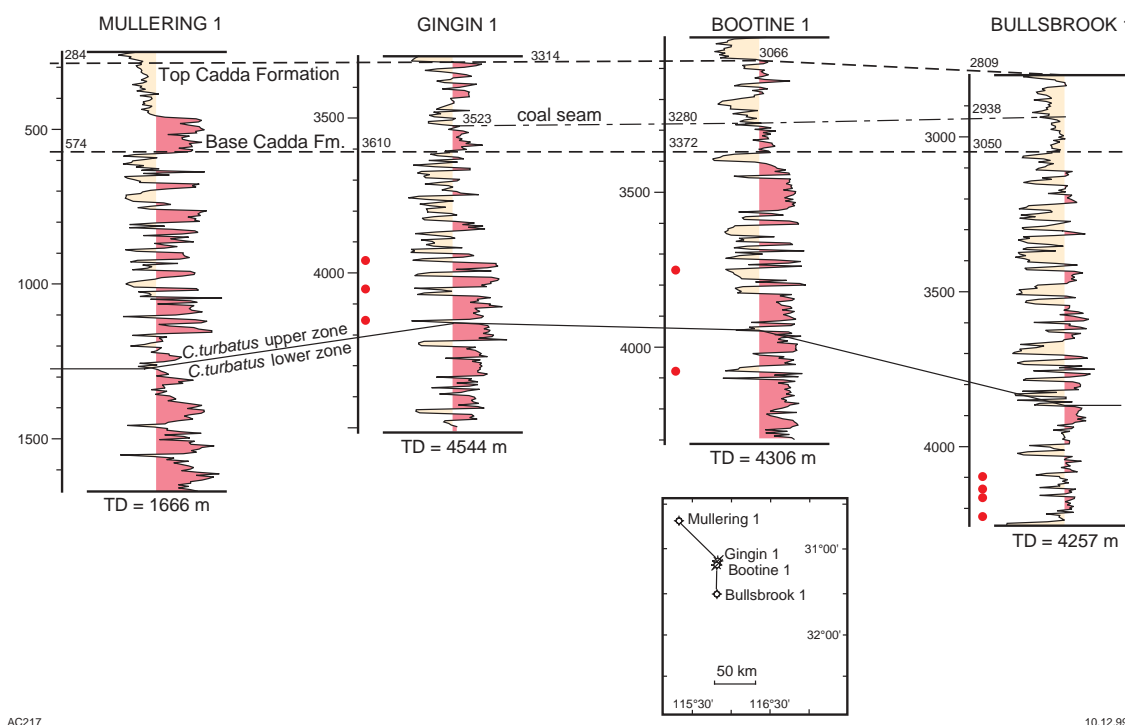 MULLERING 1
GINGIN 1
BOOTINE 1
BULLSBROOK 1
284
3314
3066
2809
Top Cadda Formation
2938
3500
3523
coal seam
3280
500
3000
574
Base Cadda Fm.
3610
3372
3050
3500
1000
4000
3500
C.turbatus upper zone
C.turbatus lower zone
4000
1500
4000
TD = 1666 m
TD = 4544 m
TD = 4306 m
TD = 4257 m
Mullering 1
Gingin 1
Bootine 1
Bullsbrook 1
31°00'
32°00'
50 km
115°30'
116°30'
AC217
10.12.99